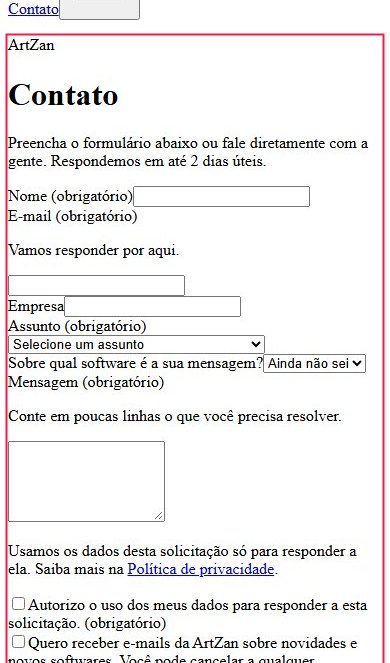 Contato
ArtZan
Contato
Preencha o formulário abaixo ou fale diretamente com a
gente. Respondemos em até 2 dias úteis.
Nome (obrigatório)
E-mail (obrigatório)
Vamos responder por aqui.
Empresa
Assunto (obrigatório)
Selecione um assunto
Sobre qual software é a sua mensagem? Ainda não sei
Mensagem (obrigatório)
Conte em poucas linhas o que você precisa resolver.
Usamos os dados desta solicitação só para responder a
ela. Saiba mais na Política de privacidade.
Autorizo o uso dos meus dados para responder a esta
solicitação. (obrigatório)
Quero receber e-mails da ArtZan sobre novidades e
novos softwares. Você pode cancelar a qualquer